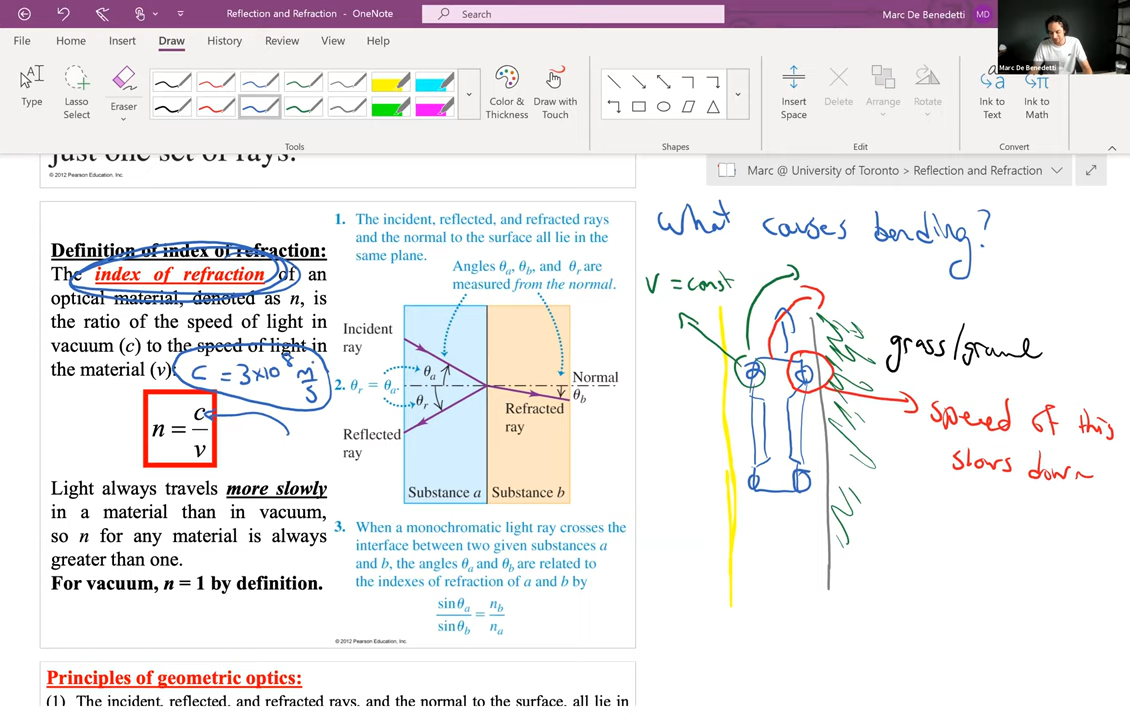 Reflection and Refraction - OneNote
Search
Marc De Benedetti
MD
Marc De Benedetti
File
Home
Insert
Draw
History
Review
View
Help
Type
Lasso
Select
Eraser
Color &
Thickness
Draw with
Touch
Insert
Space
Delete
Arrange
Rotate
Ink to
Text
Ink to
Math
Tools
Shapes
Edit
Convert
just one set of rays.
© 2012 Pearson Education, Inc.
Marc @ University of Toronto > Reflection and Refraction
Definition of index of refraction:
The index of refraction of an
optical material, denoted as n, is
the ratio of the speed of light in
vacuum (c) to the speed of light in
the material (v):
c = 3×10⁸ m/s
n = c/v
Light always travels more slowly
in a material than in vacuum,
so n for any material is always
greater than one.
For vacuum, n = 1 by definition.
1. The incident, reflected, and refracted rays
and the normal to the surface all lie in the
same plane.
Angles θa, θb, and θr are
measured from the normal.
Incident
ray
θa
2. θr = θa.
θr
Normal
θb
Reflected
ray
Refracted
ray
Substance a
Substance b
3. When a monochromatic light ray crosses the
interface between two given substances a
and b, the angles θa and θb are related to
the indexes of refraction of a and b by
sinθa/sinθb = nb/na
© 2012 Pearson Education, Inc.
What causes bending?
V = const
speed of this
slows down
Principles of geometric optics:
(1) The incident, reflected, and refracted rays, and the normal to the surface, all lie in